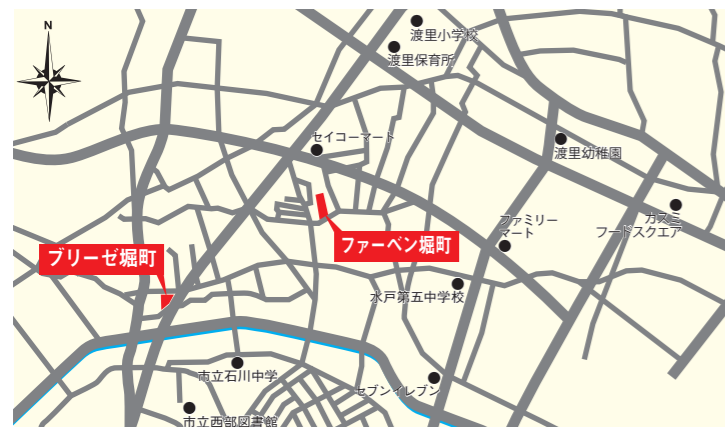 N
渡里小学校
渡里保育所
セイコーマート
渡里幼稚園
ファミリー
マート
カスミ
フードスクエア
ファーベン堀町
ブリーゼ堀町
水戸第五中学校
市立石川中学
セブンイレブン
市立西部図書館